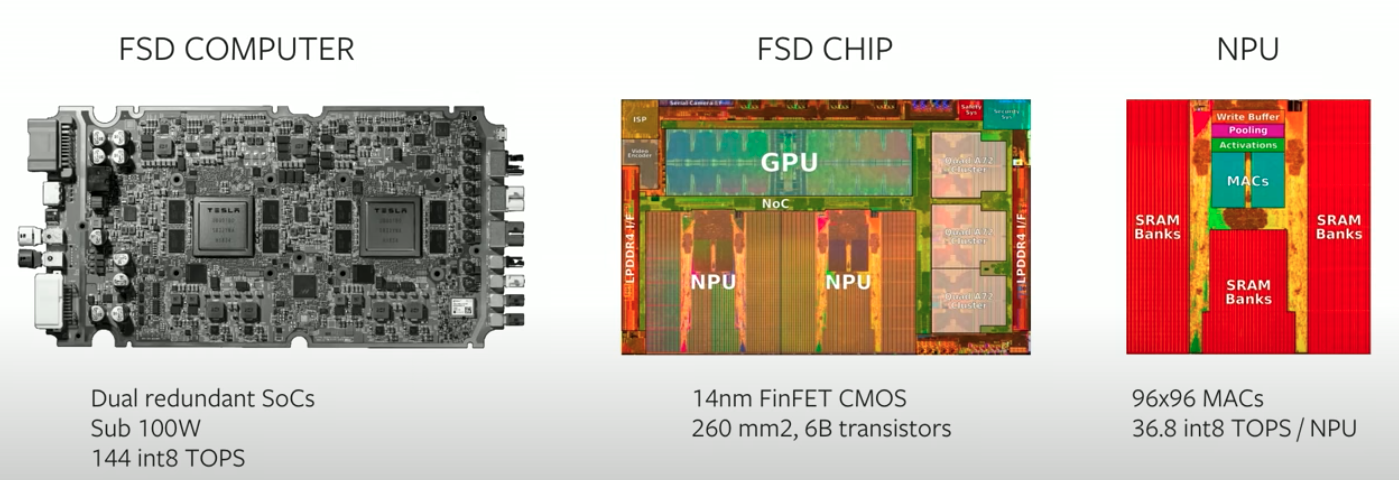 FSD COMPUTER
FSD CHIP
NPU
TESLA
TESLA
Serial Camera I/F
Safety Sys
Security Sys
ISP
Video
Encoder
GPU
Quad A72
Cluster
NoC
LPDDR4 I/F
LPDDR4 I/F
Quad A72
Cluster
NPU
NPU
Quad A72
Cluster
Write Buffer
Pooling
Activations
MACs
SRAM
Banks
SRAM
Banks
SRAM
Banks
Dual redundant SoCs
Sub 100W
144 int8 TOPS
14nm FinFET CMOS
260 mm2, 6B transistors
96x96 MACs
36.8 int8 TOPS / NPU